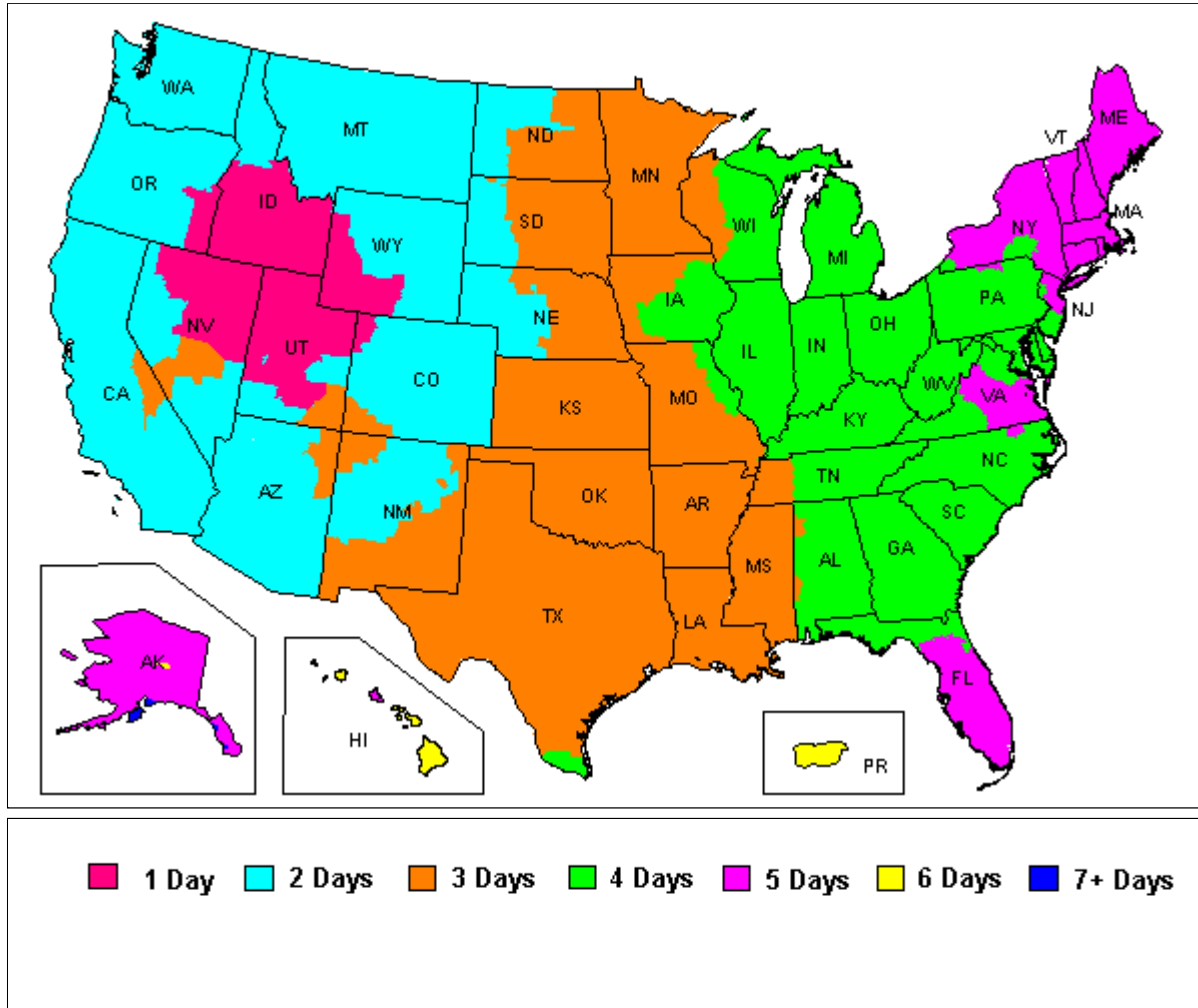 WA
MT
ND
ME
VT
MN
OR
ID
SD
WI
NY
MA
WY
MI
IA
PA
NE
NJ
NV
OH
UT
IL
IN
CA
CO
WV
VA
MO
KS
KY
NC
TN
AZ
OK
AR
NM
SC
GA
AL
MS
TX
LA
AK
FL
HI
PR
1 Day
2 Days
3 Days
4 Days
5 Days
6 Days
7+ Days